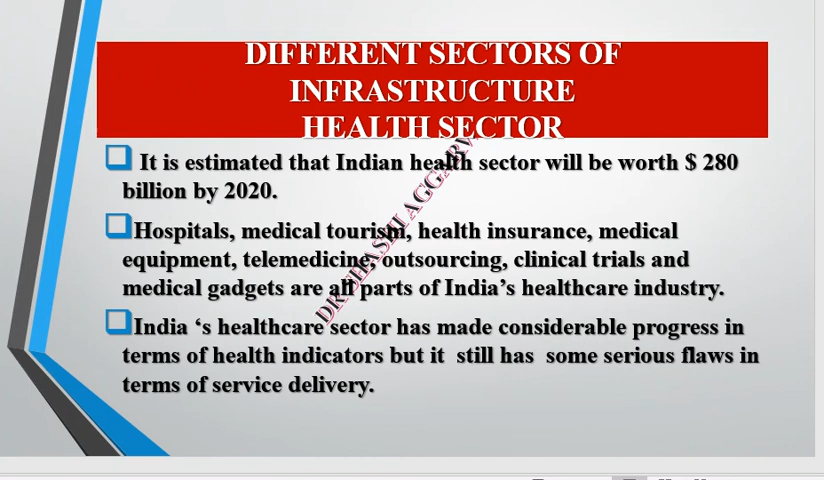 DIFFERENT SECTORS OF
INFRASTRUCTURE
HEALTH SECTOR
It is estimated that Indian health sector will be worth $ 280
billion by 2020.
Hospitals, medical tourism, health insurance, medical
equipment, telemedicine, outsourcing, clinical trials and
medical gadgets are all parts of India’s healthcare industry.
India ‘s healthcare sector has made considerable progress in
terms of health indicators but it still has some serious flaws in
terms of service delivery.